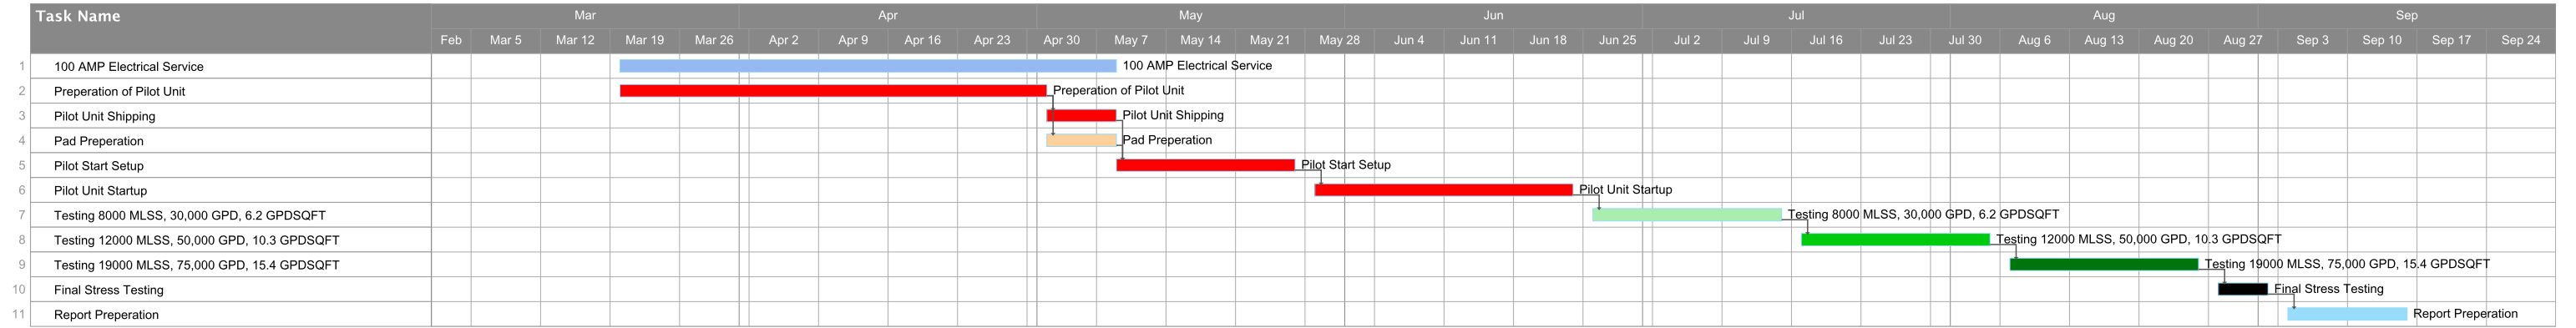 Task Name
Mar Apr May Jun Jul Aug Sep
Feb Mar 5 Mar 12 Mar 19 Mar 26 Apr 2 Apr 9 Apr 16 Apr 23 Apr 30 May 7 May 14 May 21 May 28 Jun 4 Jun 11 Jun 18 Jun 25 Jul 2 Jul 9 Jul 16 Jul 23 Jul 30 Aug 6 Aug 13 Aug 20 Aug 27 Sep 3 Sep 10 Sep 17 Sep 24
1 100 AMP Electrical Service 100 AMP Electrical Service
2 Preperation of Pilot Unit Preperation of Pilot Unit
3 Pilot Unit Shipping Pilot Unit Shipping
4 Pad Preperation Pad Preperation
5 Pilot Start Setup Pilot Start Setup
6 Pilot Unit Startup Pilot Unit Startup
7 Testing 8000 MLSS, 30,000 GPD, 6.2 GPDSQFT Testing 8000 MLSS, 30,000 GPD, 6.2 GPDSQFT
8 Testing 12000 MLSS, 50,000 GPD, 10.3 GPDSQFT Testing 12000 MLSS, 50,000 GPD, 10.3 GPDSQFT
9 Testing 19000 MLSS, 75,000 GPD, 15.4 GPDSQFT Testing 19000 MLSS, 75,000 GPD, 15.4 GPDSQFT
10 Final Stress Testing Final Stress Testing
11 Report Preperation Report Preperation